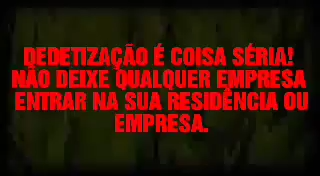 DEDETIZAÇÃO É COISA SÉRIA!
NÃO DEIXE QUALQUER EMPRESA
ENTRAR NA SUA RESIDÊNCIA OU
EMPRESA.